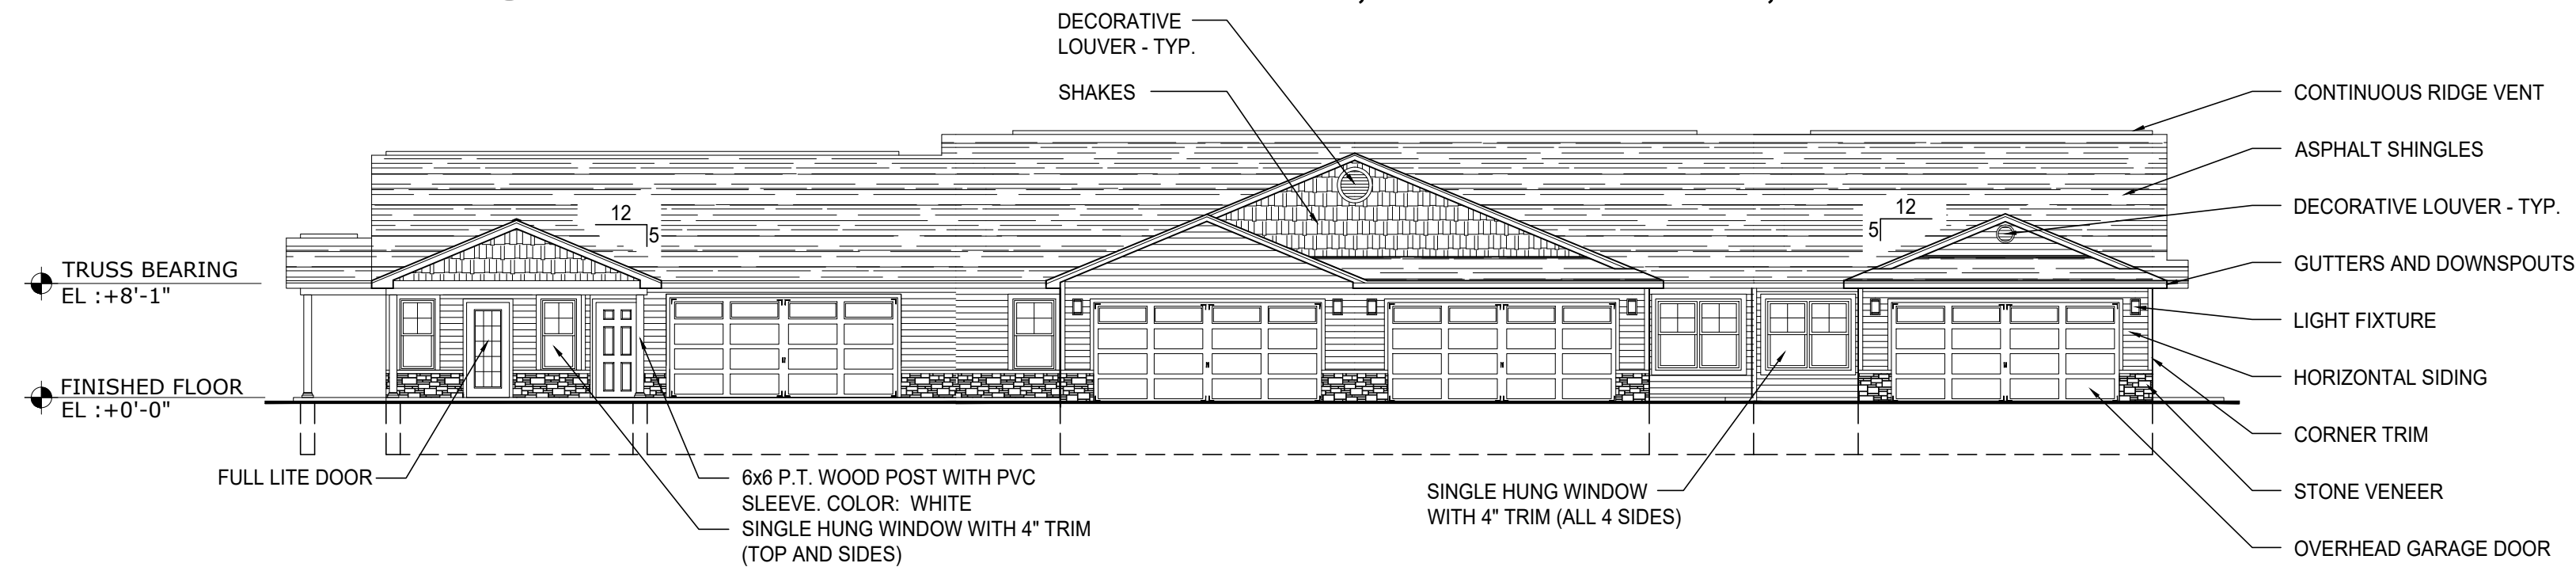 DECORATIVE
LOUVER - TYP.
SHAKES
CONTINUOUS RIDGE VENT
ASPHALT SHINGLES
DECORATIVE LOUVER - TYP.
GUTTERS AND DOWNSPOUTS
LIGHT FIXTURE
HORIZONTAL SIDING
CORNER TRIM
STONE VENEER
OVERHEAD GARAGE DOOR
12
5
12
5
TRUSS BEARING
EL :+8'-1"
FINISHED FLOOR
EL :+0'-0"
FULL LITE DOOR
6x6 P.T. WOOD POST WITH PVC
SLEEVE. COLOR: WHITE
SINGLE HUNG WINDOW WITH 4" TRIM
(TOP AND SIDES)
SINGLE HUNG WINDOW
WITH 4" TRIM (ALL 4 SIDES)